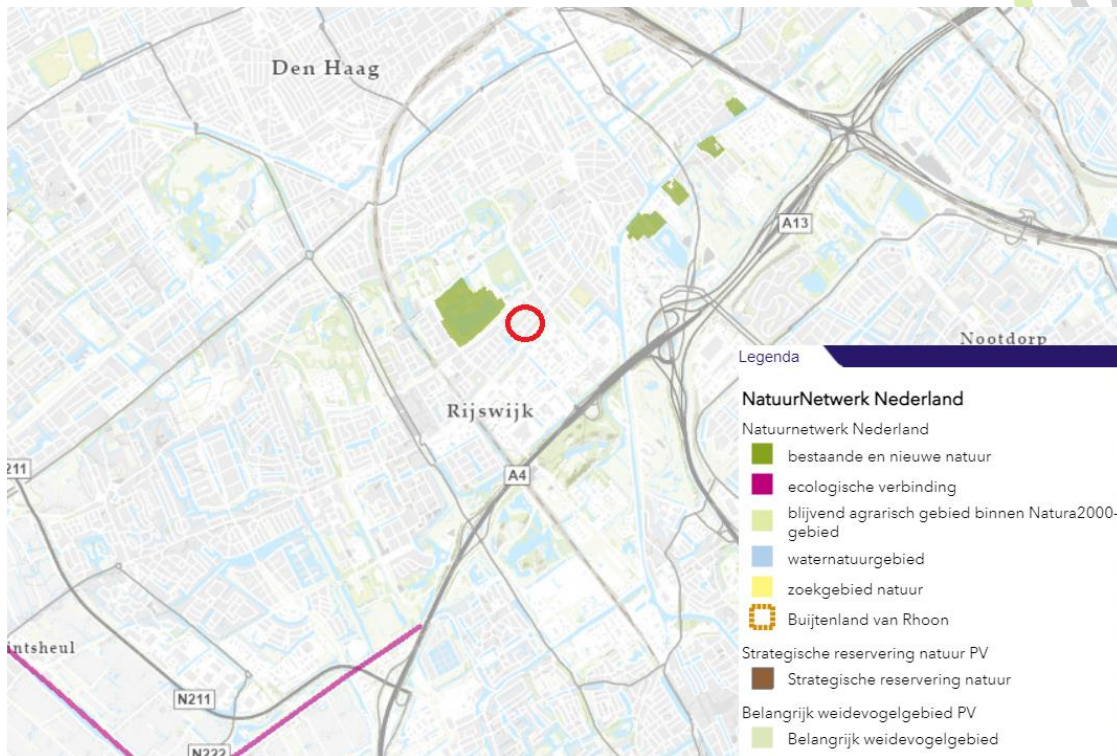 Den Haag
A13
Nootdorp
Rijswijk
A4
211
intsheul
N211
N222
Legenda
NatuurNetwerk Nederland
Natuurnetwerk Nederland
bestaande en nieuwe natuur
ecologische verbinding
blijvend agrarisch gebied binnen Natura2000-
gebied
waternatuurgebied
zoekgebied natuur
Buijtenland van Rhoon
Strategische reservering natuur PV
Strategische reservering natuur
Belangrijk weidevogelgebied PV
Belangrijk weidevogelgebied